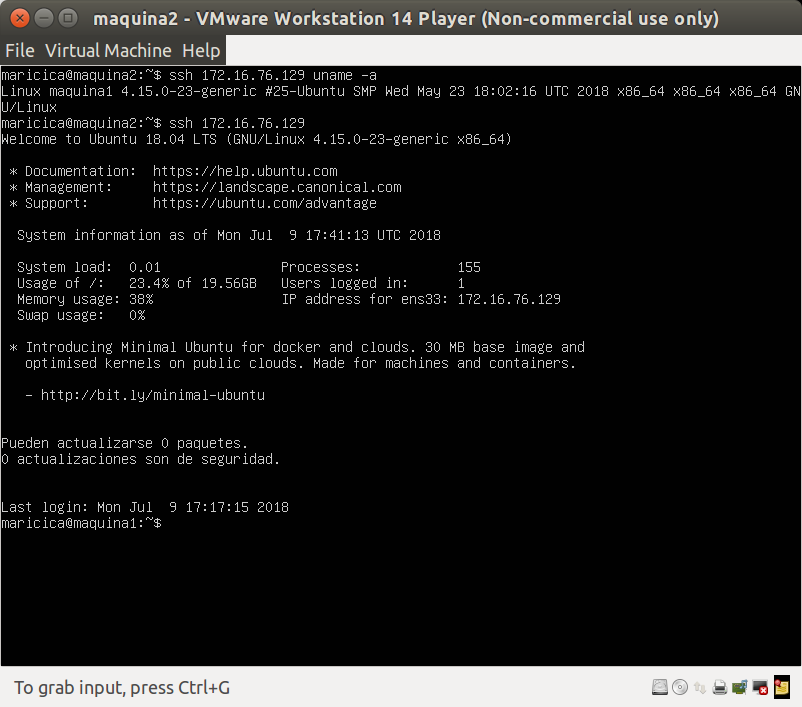 maquina2 - VMware Workstation 14 Player (Non-commercial use only)
File Virtual Machine Help
maricica@maquina2:~$ ssh 172.16.76.129 uname -a
Linux maquina1 4.15.0-23-generic #25-Ubuntu SMP Wed May 23 18:02:16 UTC 2018 x86_64 x86_64 x86_64 GN
U/Linux
maricica@maquina2:~$ ssh 172.16.76.129
Welcome to Ubuntu 18.04 LTS (GNU/Linux 4.15.0-23-generic x86_64)
* Documentation:  https://help.ubuntu.com
* Management:     https://landscape.canonical.com
* Support:        https://ubuntu.com/advantage
System information as of Mon Jul  9 17:41:13 UTC 2018
System load:  0.01               Processes:            155
Usage of /:   23.4% of 19.56GB   Users logged in:      1
Memory usage: 38%                IP address for ens33: 172.16.76.129
Swap usage:   0%
* Introducing Minimal Ubuntu for docker and clouds. 30 MB base image and
optimised kernels on public clouds. Made for machines and containers.
- http://bit.ly/minimal-ubuntu
Pueden actualizarse 0 paquetes.
0 actualizaciones son de seguridad.
Last login: Mon Jul  9 17:17:15 2018
maricica@maquina1:~$
To grab input, press Ctrl+G